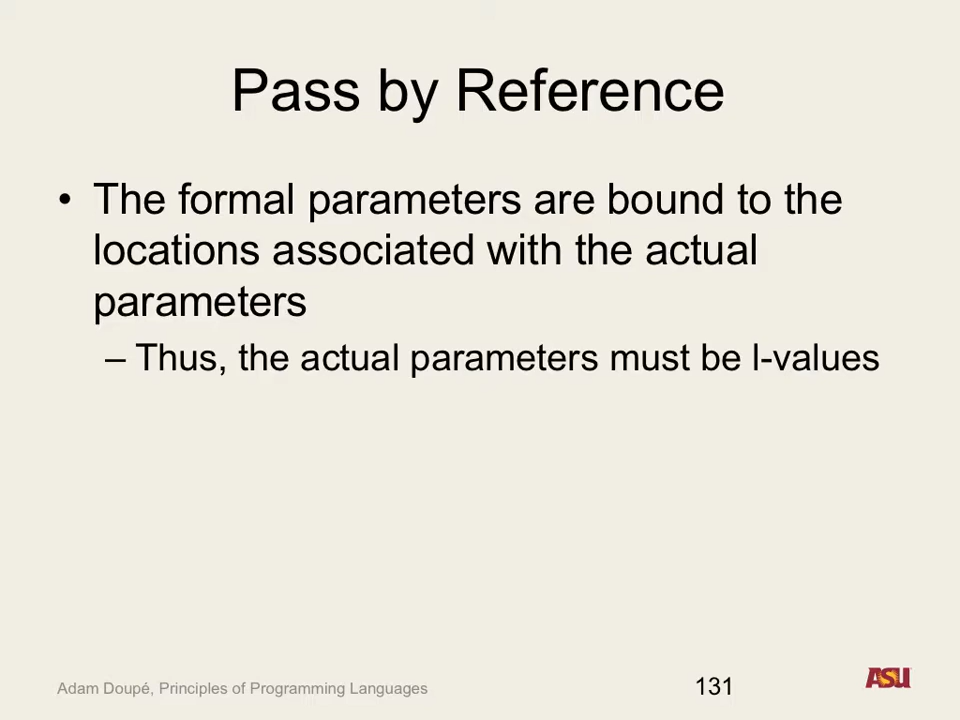 Pass by Reference
• The formal parameters are bound to the
locations associated with the actual
parameters
– Thus, the actual parameters must be l-values
Adam Doupé, Principles of Programming Languages
131
ASU